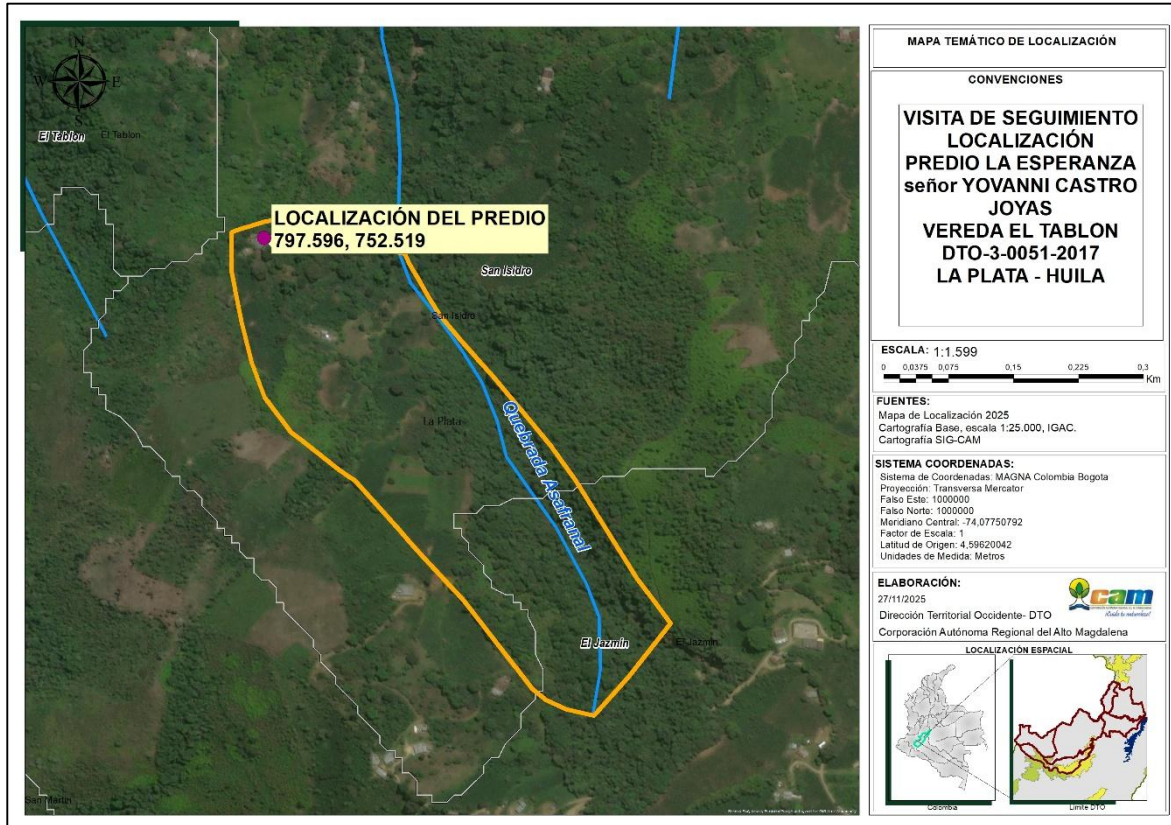 N
W
E
S
El Tablon
El Tablon
LOCALIZACIÓN DEL PREDIO
797.596, 752.519
San Isidro
San Isidro
La Plata
Quebrada Asafranal
El Jazmín
El Jazmín
San Martin
MAPA TEMÁTICO DE LOCALIZACIÓN
CONVENCIONES
VISITA DE SEGUIMIENTO
LOCALIZACIÓN
PREDIO LA ESPERANZA
señor YOVANNI CASTRO
JOYAS
VEREDA EL TABLON
DTO-3-0051-2017
LA PLATA - HUILA
ESCALA: 1:1.599
0 0,0375 0,075 0,15 0,225 0,3
Km
FUENTES:
Mapa de Localización 2025
Cartografía Base, escala 1:25.000, IGAC.
Cartografía SIG-CAM
SISTEMA COORDENADAS:
Sistema de Coordenadas: MAGNA Colombia Bogota
Proyección: Transversa Mercator
Falso Este: 1000000
Falso Norte: 1000000
Meridiano Central: -74,07750792
Factor de Escala: 1
Latitud de Origen: 4,59620042
Unidades de Medida: Metros
ELABORACIÓN:
27/11/2025
Dirección Territorial Occidente- DTO
Corporación Autónoma Regional del Alto Magdalena
cam
LOCALIZACIÓN ESPACIAL
Colombia
Limite DTO